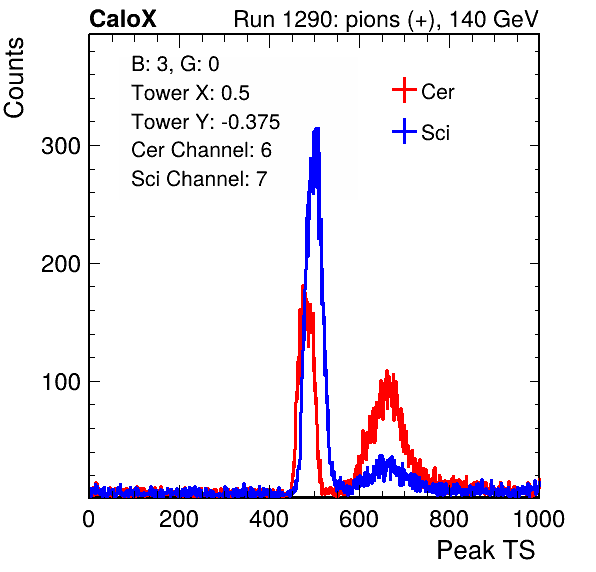 CaloX Run 1290: pions (+), 140 GeV
Counts
B: 3, G: 0
Tower X: 0.5
Tower Y: -0.375
Cer Channel: 6
Sci Channel: 7
Cer
Sci
300
200
100
0 200 400 600 800 1000
Peak TS